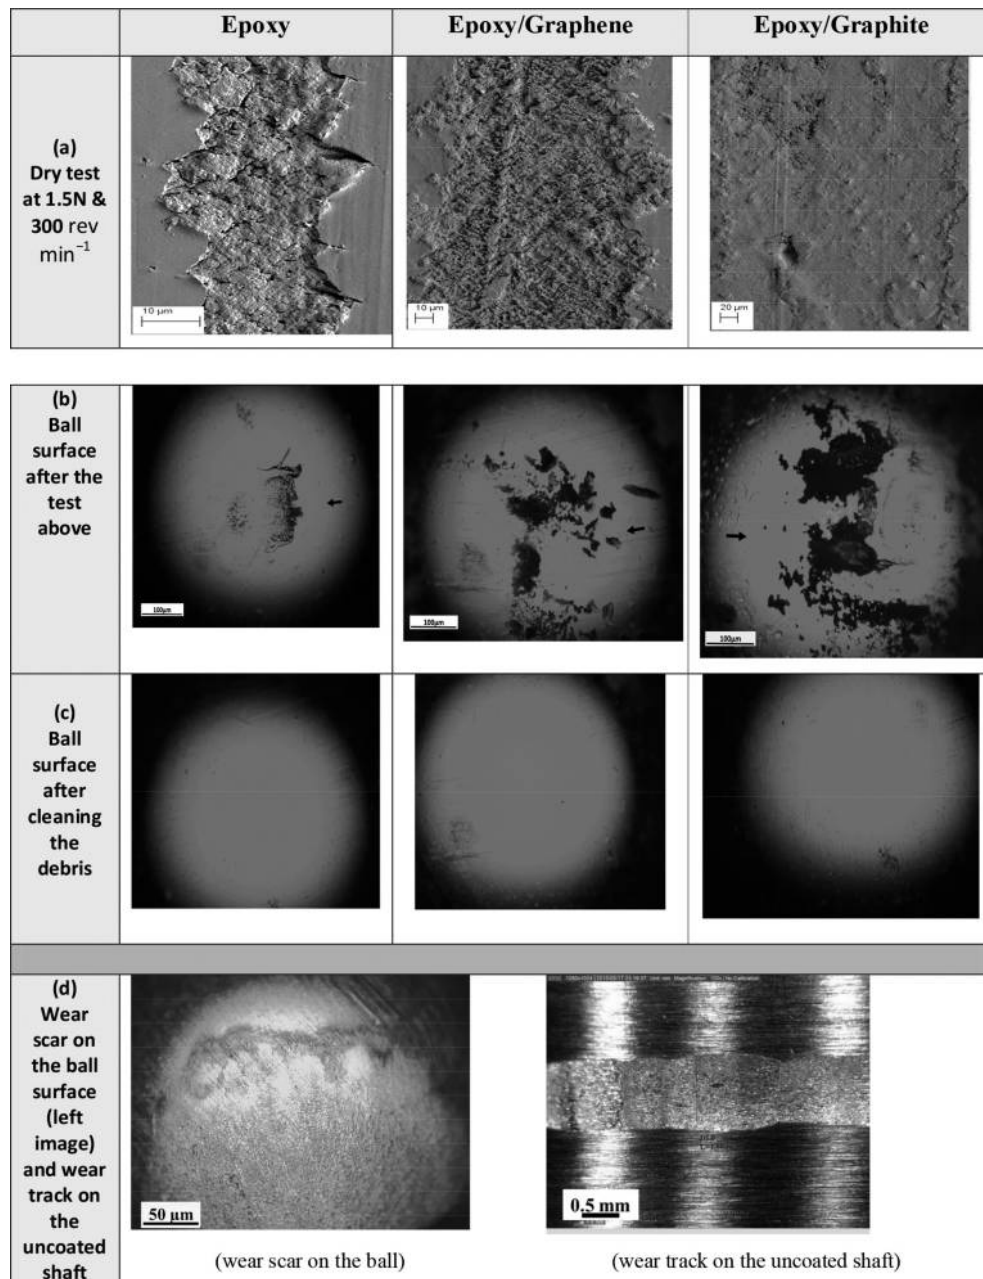 Epoxy
Epoxy/Graphene
Epoxy/Graphite
(a)
Dry test
at 1.5N &
300 rev
min⁻¹
10 µm
10 µm
20 µm
(b)
Ball
surface
after the
test
above
100µm
100µm
100µm
(c)
Ball
surface
after
cleaning
the
debris
(d)
Wear
scar on
the ball
surface
(left
image)
and wear
track on
the
uncoated
shaft
50 µm
0.5 mm
(wear scar on the ball)
(wear track on the uncoated shaft)